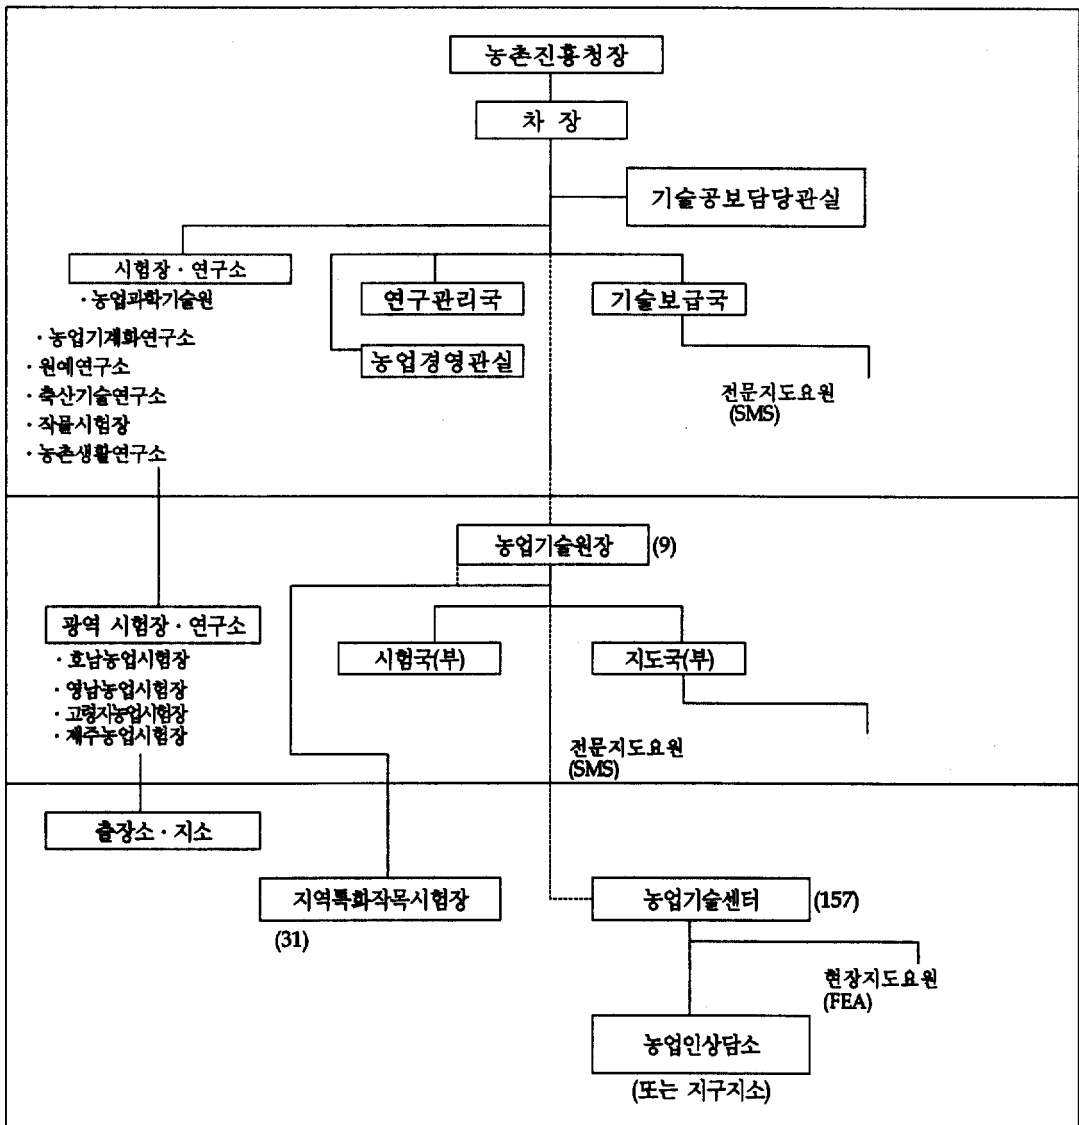 농촌진흥청장
차 장
기술공보담당관실
시험장 · 연구소
· 농업과학기술원
· 농업기계화연구소
· 원예연구소
· 축산기술연구소
· 작물시험장
· 농촌생활연구소
연구관리국
기술보급국
농업경영관실
전문지도요원
(SMS)
농업기술원장 (9)
광역 시험장 · 연구소
· 호남농업시험장
· 영남농업시험장
· 고령지농업시험장
· 제주농업시험장
시험국(부)
지도국(부)
전문지도요원
(SMS)
출장소 · 지소
지역특화작목시험장
(31)
농업기술센터 (157)
현장지도요원
(FEA)
농업인상담소
(또는 지구지소)